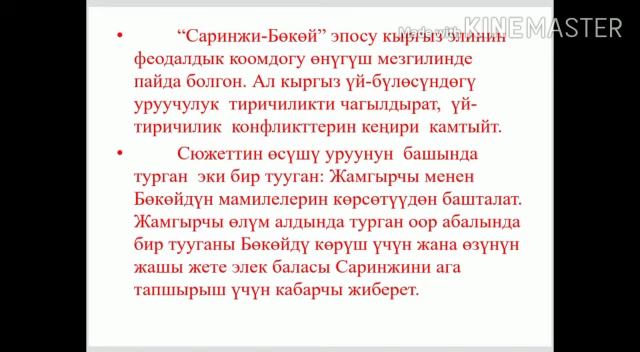 Made with KINEMASTER
• “Саринжи-Бөкөй” эпосу кыргыз элинин
феодалдык коомдогу өнүгүш мезгилинде
пайда болгон. Ал кыргыз үй-бүлөсүндөгү
уруучулук тиричиликти чагылдырат, үй-
тиричилик конфликттерин кеңири камтыйт.
• Сюжеттин өсүшү уруунун башында
турган эки бир тууган: Жамгырчы менен
Бөкөйдүн мамилелерин көрсөтүүдөн башталат.
Жамгырчы өлүм алдында турган оор абалында
бир тууганы Бөкөйдү көрүш үчүн жана өзүнүн
жашы жете элек баласы Саринжини ага
тапшырыш үчүн кабарчы жиберет.